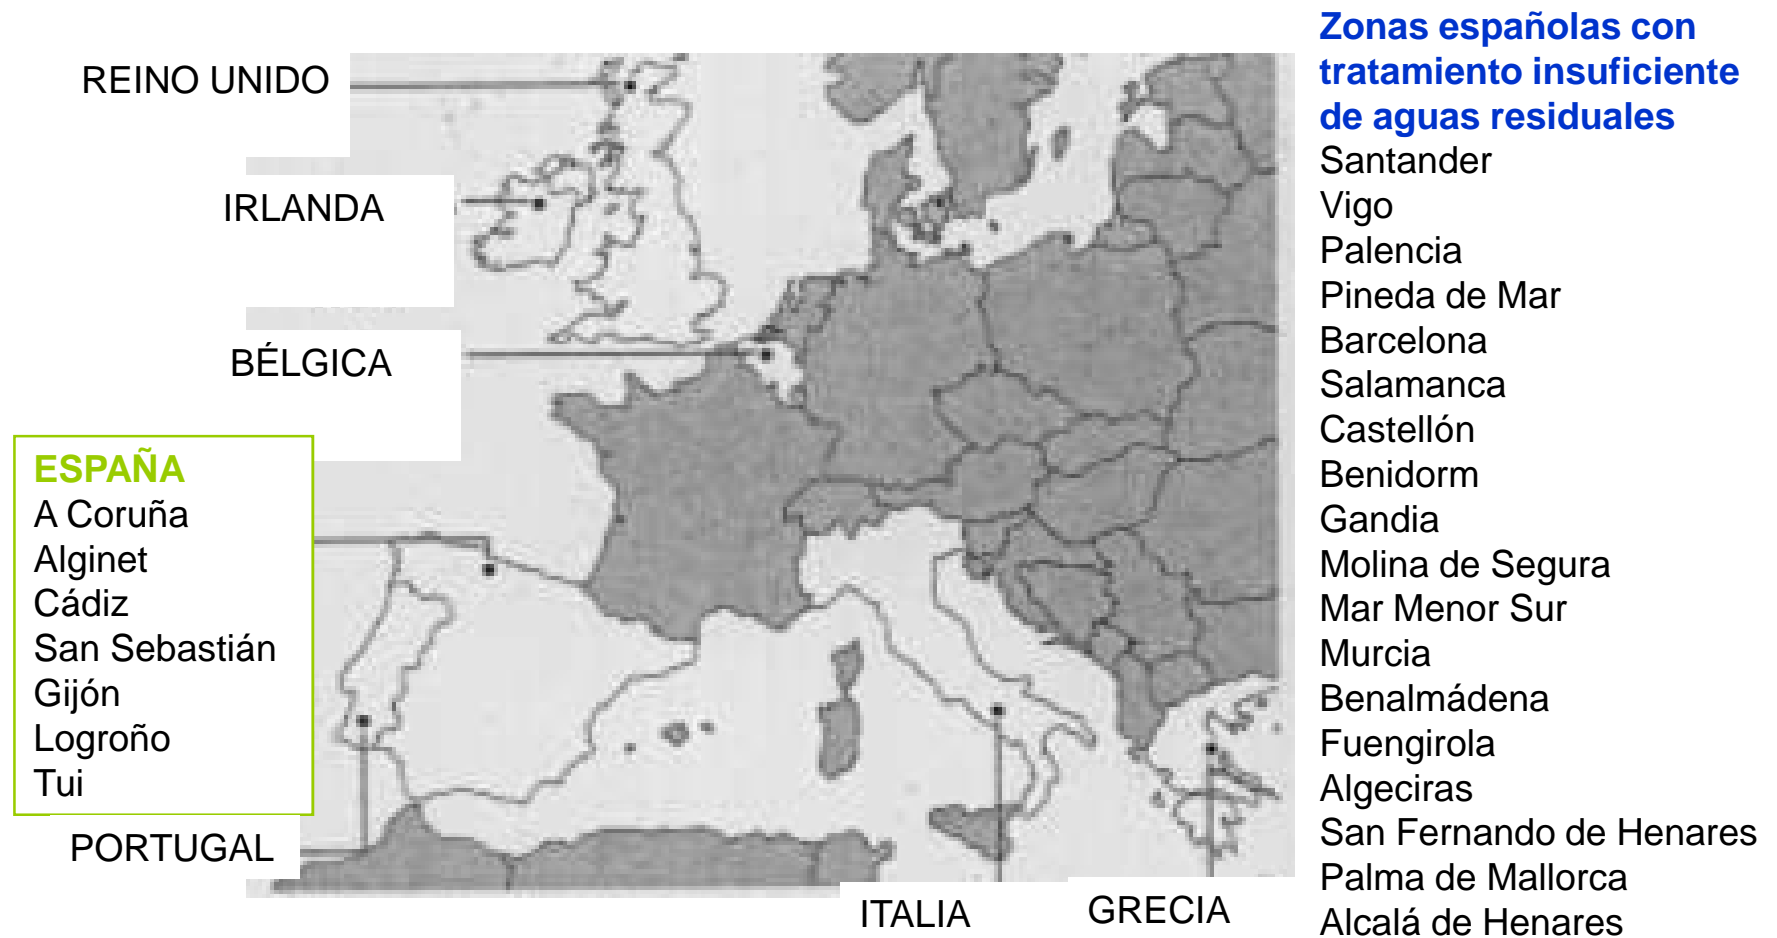 REINO UNIDO
IRLANDA
BÉLGICA
ESPAÑA
A Coruña
Alginet
Cádiz
San Sebastián
Gijón
Logroño
Tui
PORTUGAL
ITALIA
GRECIA
Zonas españolas con
tratamiento insuficiente
de aguas residuales
Santander
Vigo
Palencia
Pineda de Mar
Barcelona
Salamanca
Castellón
Benidorm
Gandia
Molina de Segura
Mar Menor Sur
Murcia
Benalmádena
Fuengirola
Algeciras
San Fernando de Henares
Palma de Mallorca
Alcalá de Henares